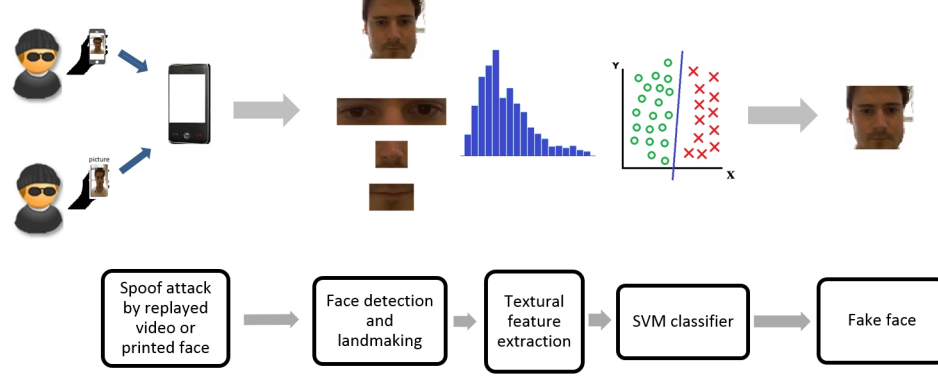 picture
Y
X
Spoof attack
by replayed
video or
printed face
Face detection
and
landmaking
Textural
feature
extraction
SVM classifier
Fake face